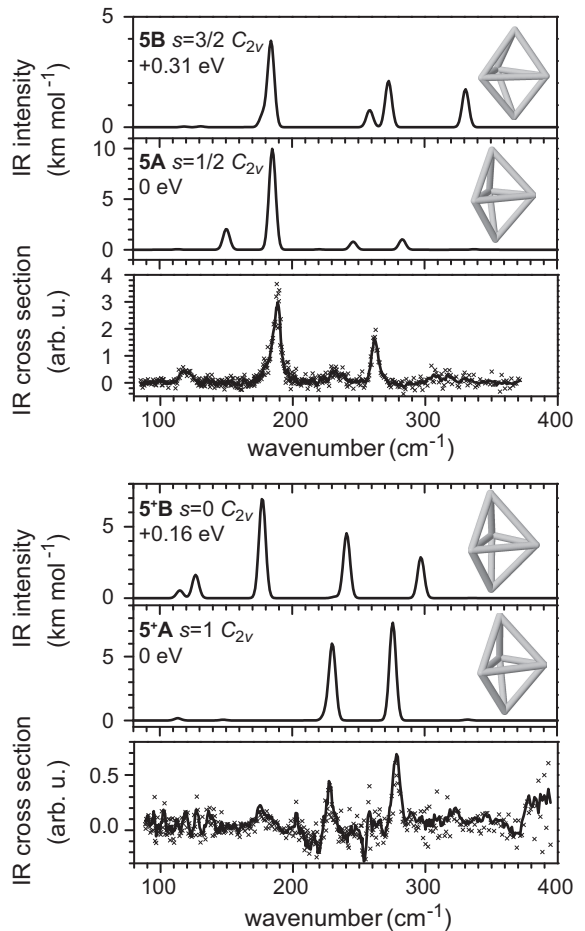 5
0
IR intensity
(km mol⁻¹)
5B s=3/2 C₂ᵥ
+0.31 eV
10
5
0
5A s=1/2 C₂ᵥ
0 eV
4
3
2
1
0
IR cross section
(arb. u.)
100 200 300 400
wavenumber (cm⁻¹)
5
0
IR intensity
(km mol⁻¹)
5⁺B s=0 C₂ᵥ
+0.16 eV
5
0
5⁺A s=1 C₂ᵥ
0 eV
0.5
0.0
IR cross section
(arb. u.)
100 200 300 400
wavenumber (cm⁻¹)